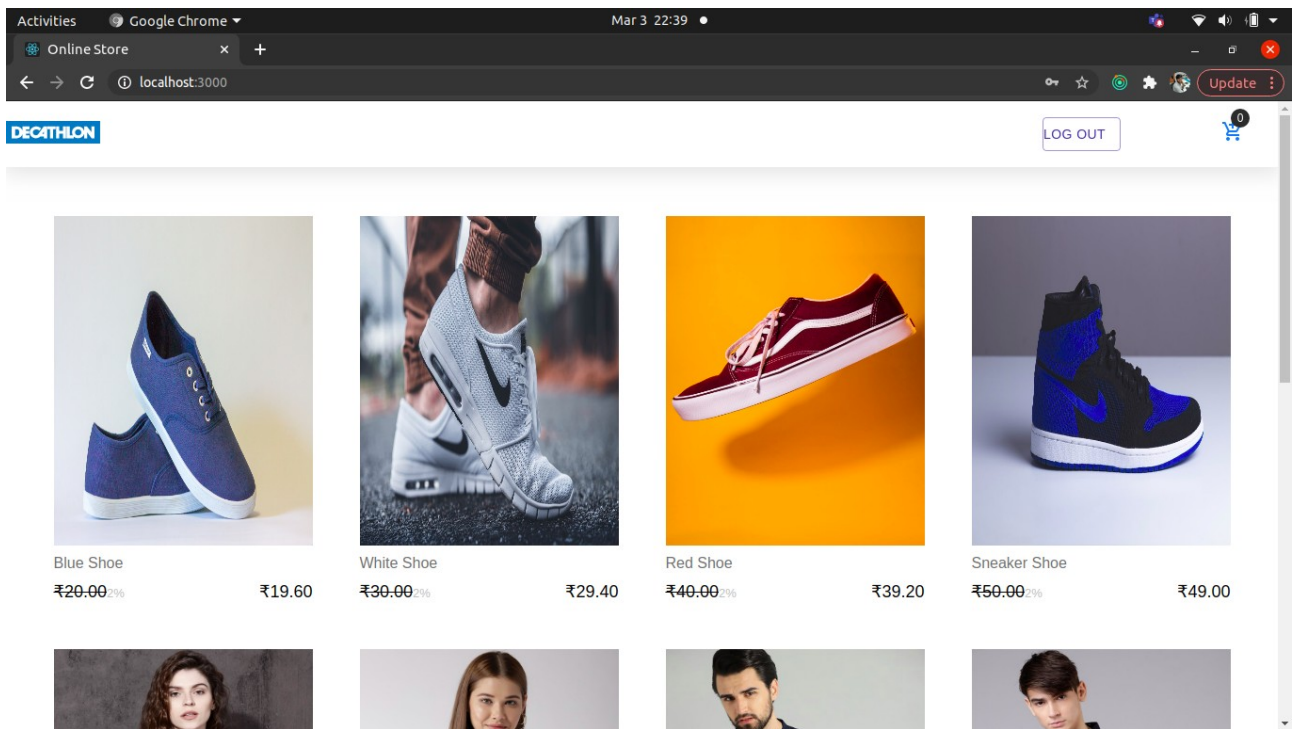 Activities Google Chrome Mar 3 22:39
Online Store
localhost:3000 Update
DECATHLON LOG OUT 0
Blue Shoe White Shoe Red Shoe Sneaker Shoe
₹20.00 2% ₹19.60 ₹30.00 2% ₹29.40 ₹40.00 2% ₹39.20 ₹50.00 2% ₹49.00